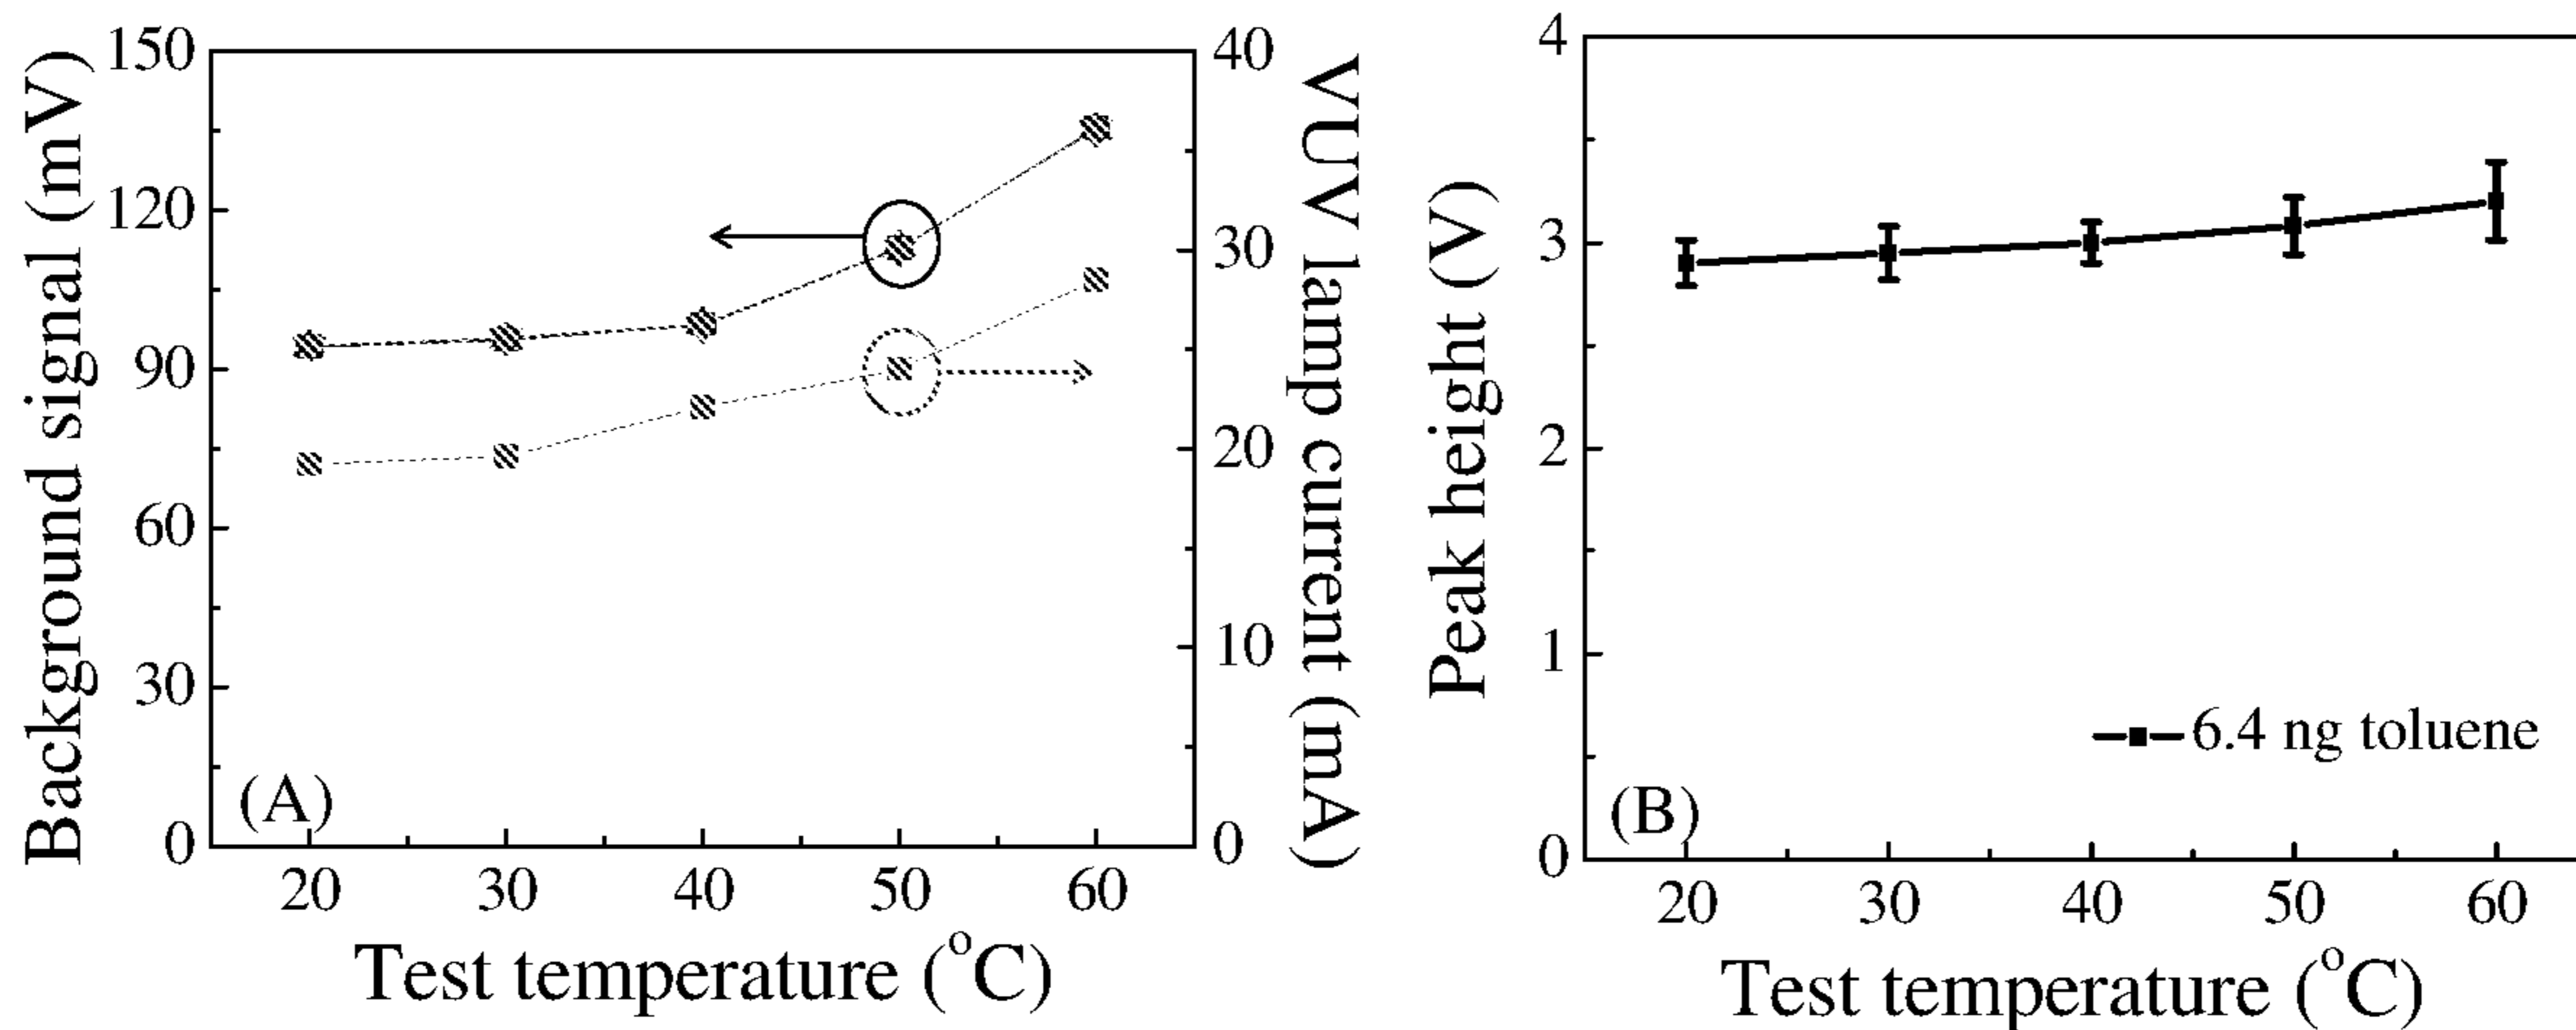 Background signal (mV)
150
120
90
60
30
0
(A)
20 30 40 50 60
Test temperature (°C)
40
30
20
10
0
VUV lamp current (mA)
Peak height (V)
4
3
2
1
0
6.4 ng toluene
(B)
20 30 40 50 60
Test temperature (°C)